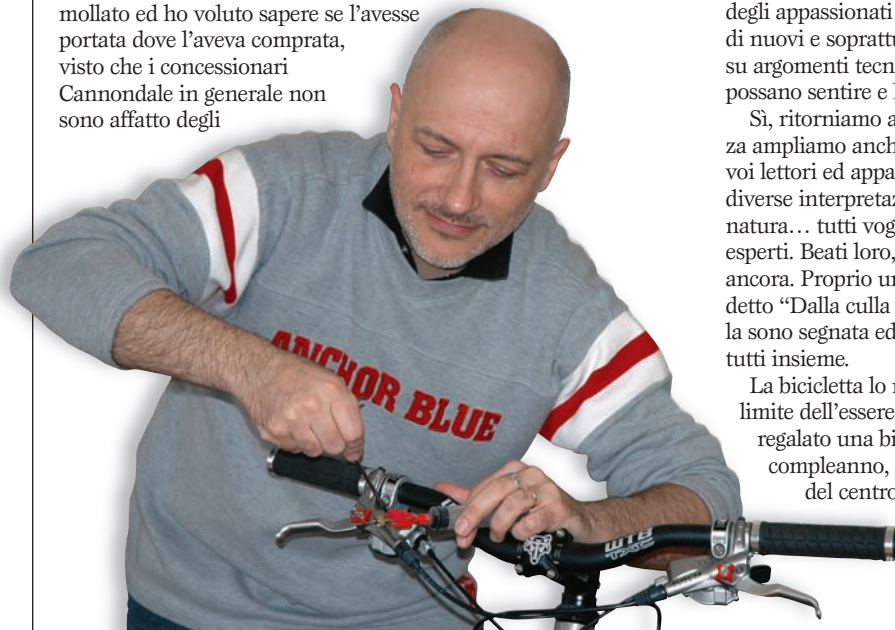 mollato ed ho voluto sapere se l'avesse
portata dove l'aveva comprata,
visto che i concessionari
Cannondale in generale non
sono affatto degli
degli appassionati
di nuovi e soprattu
su argomenti tecn
possano sentire e
Sì, ritorniamo a
za ampliamo anch
voi lettori ed appa
diverse interpretaz
natura… tutti vog
esperti. Beati loro,
ancora. Proprio un
detto “Dalla culla
la sono segnata ed
tutti insieme.
La bicicletta lo
limite dell'essere
regalato una bi
compleanno,
del centro
ANCHOR BLUE
WTB